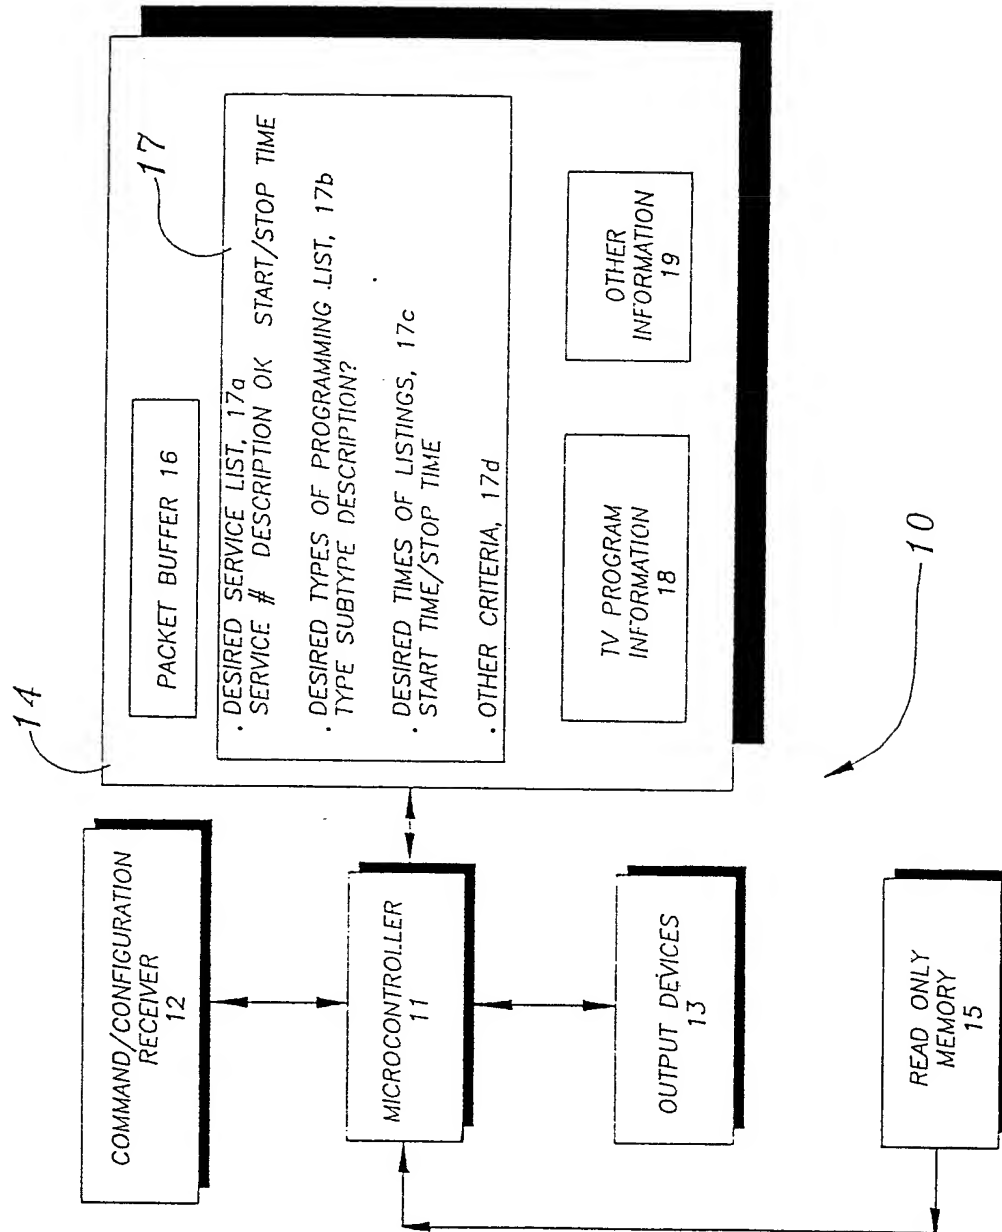 14
PACKET BUFFER 16
17
· DESIRED SERVICE LIST, 17a
SERVICE # DESCRIPTION OK START/STOP TIME
· DESIRED TYPES OF PROGRAMMING LIST, 17b
TYPE SUBTYPE DESCRIPTION?
· DESIRED TIMES OF LISTINGS, 17c
START TIME/STOP TIME
· OTHER CRITERIA, 17d
TV PROGRAM
INFORMATION
18
OTHER
INFORMATION
19
COMMAND/CONFIGURATION
RECEIVER
12
MICROCONTROLLER
11
OUTPUT DEVICES
13
READ ONLY
MEMORY
15
10